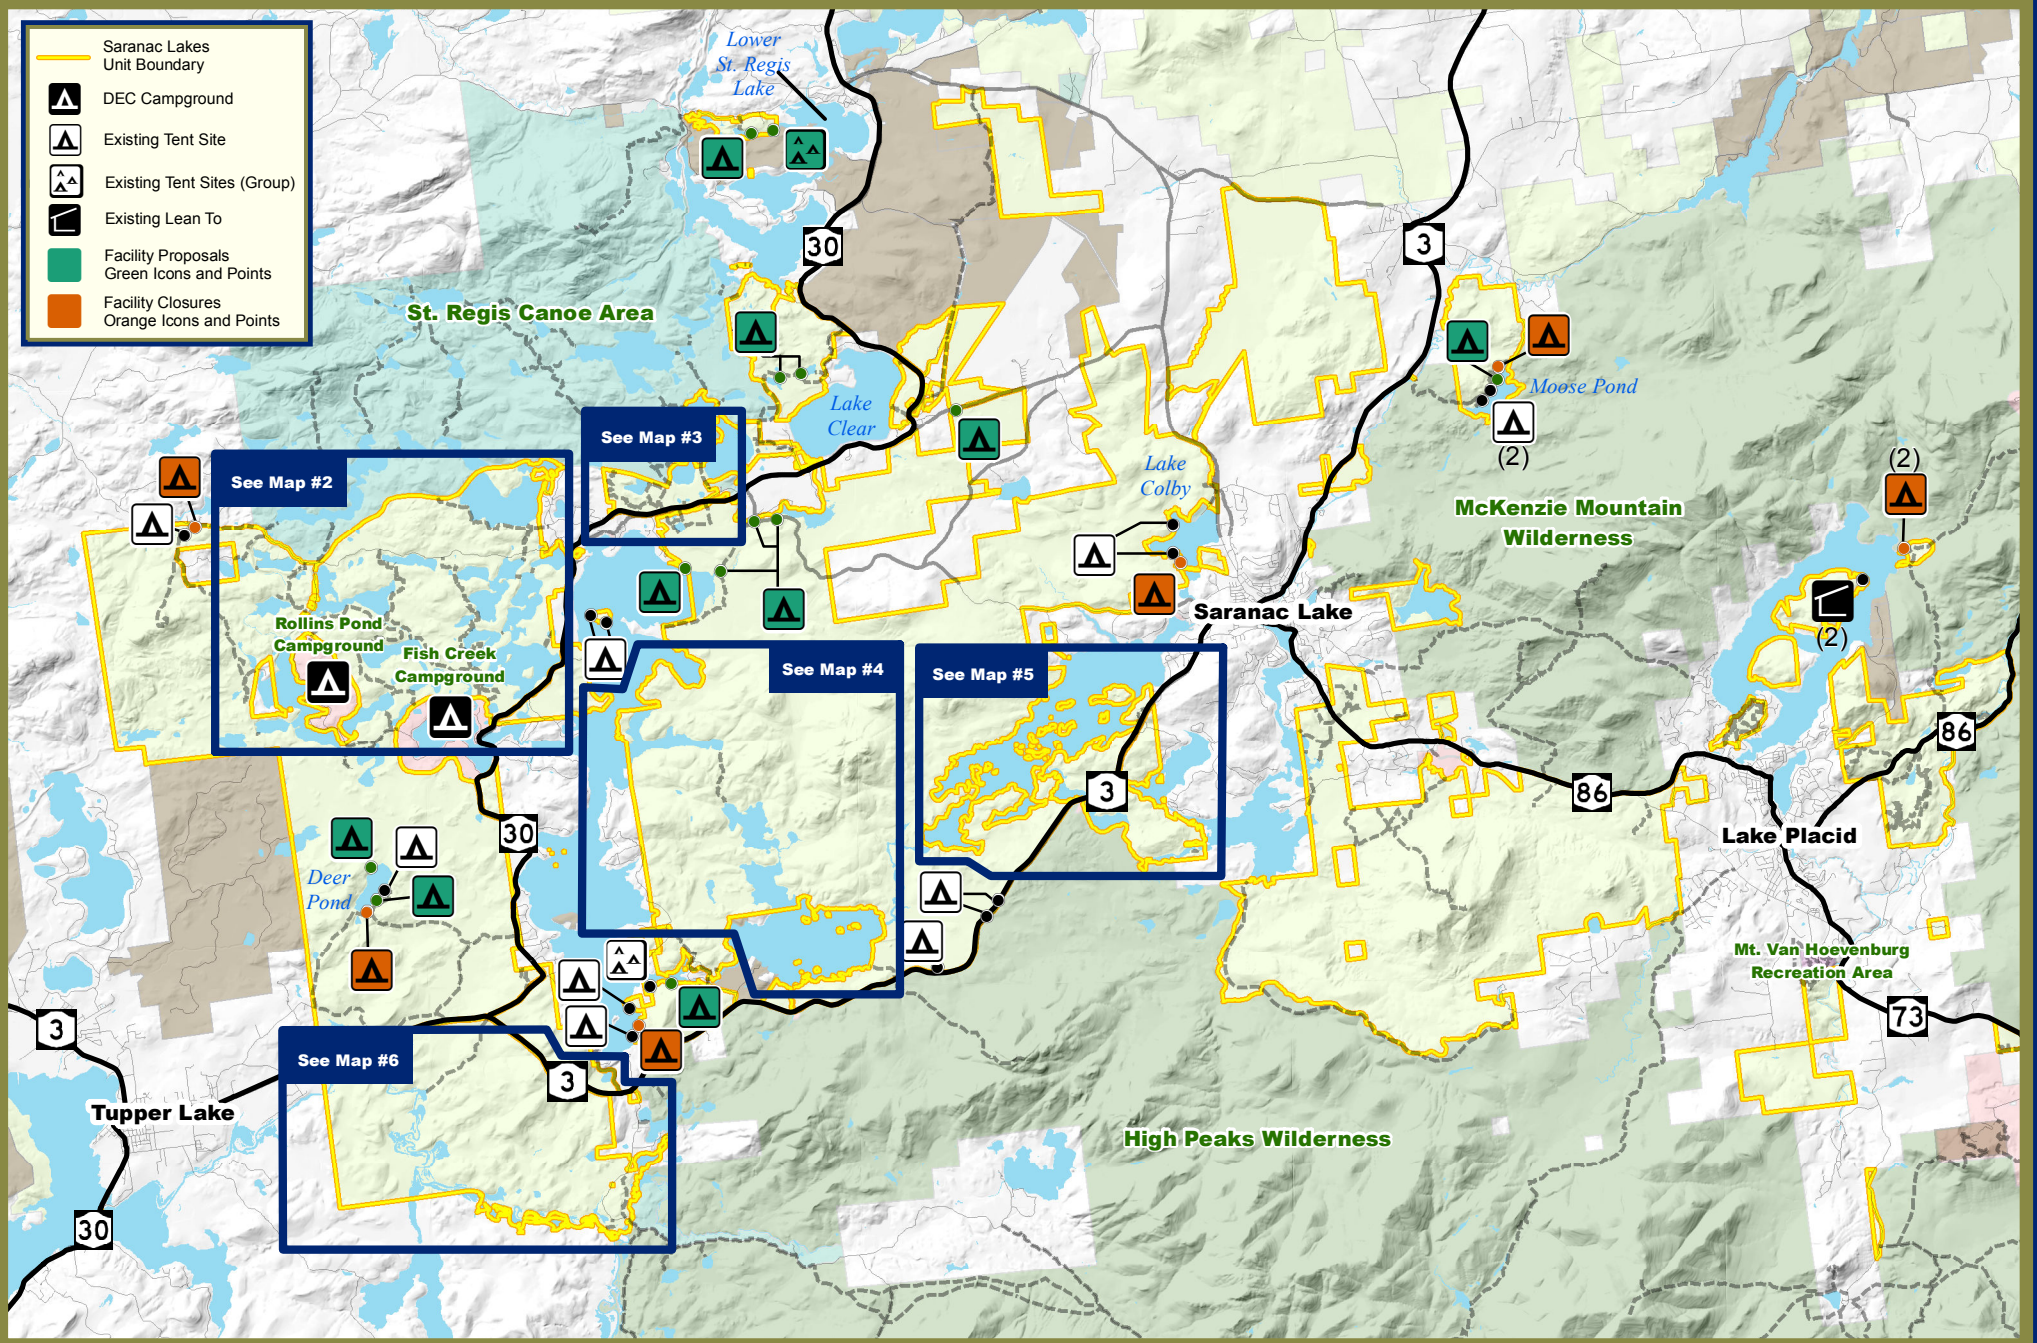 Saranac Lakes
Unit Boundary
DEC Campground
Existing Tent Site
Existing Tent Sites (Group)
Existing Lean To
Facility Proposals
Green Icons and Points
Facility Closures
Orange Icons and Points
Lower
St. Regis
Lake
30
3
St. Regis Canoe Area
Lake
Clear
Moose Pond
(2)
See Map #3
See Map #2
Lake
Colby
McKenzie Mountain
Wilderness
(2)
(2)
Rollins Pond
Campground
Fish Creek
Campground
Saranac Lake
See Map #4
See Map #5
3
86
86
30
Lake Placid
Deer
Pond
Mt. Van Hoevenburg
Recreation Area
73
3
See Map #6
3
Tupper Lake
High Peaks Wilderness
30